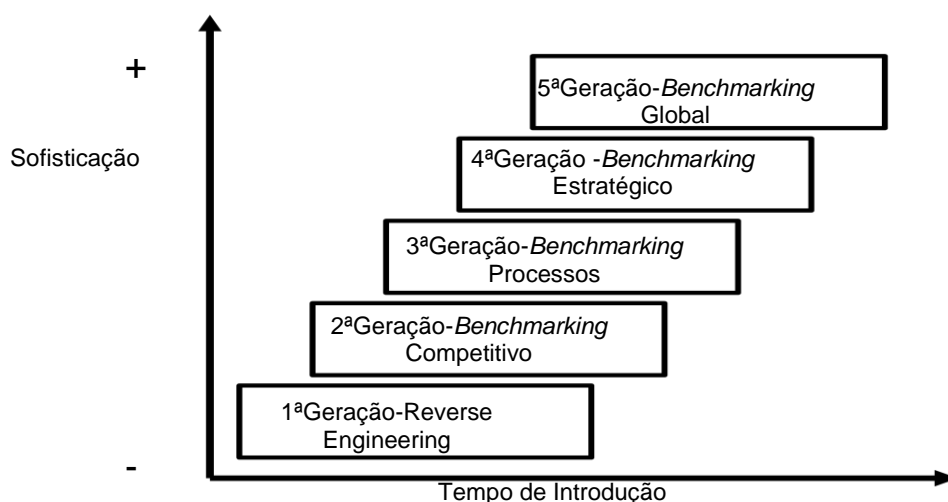 +
5ªGeração-Benchmarking
Global
Sofisticação
4ªGeração -Benchmarking
Estratégico
3ªGeração-Benchmarking
Processos
2ªGeração-Benchmarking
Competitivo
1ªGeração-Reverse
Engineering
-
Tempo de Introdução